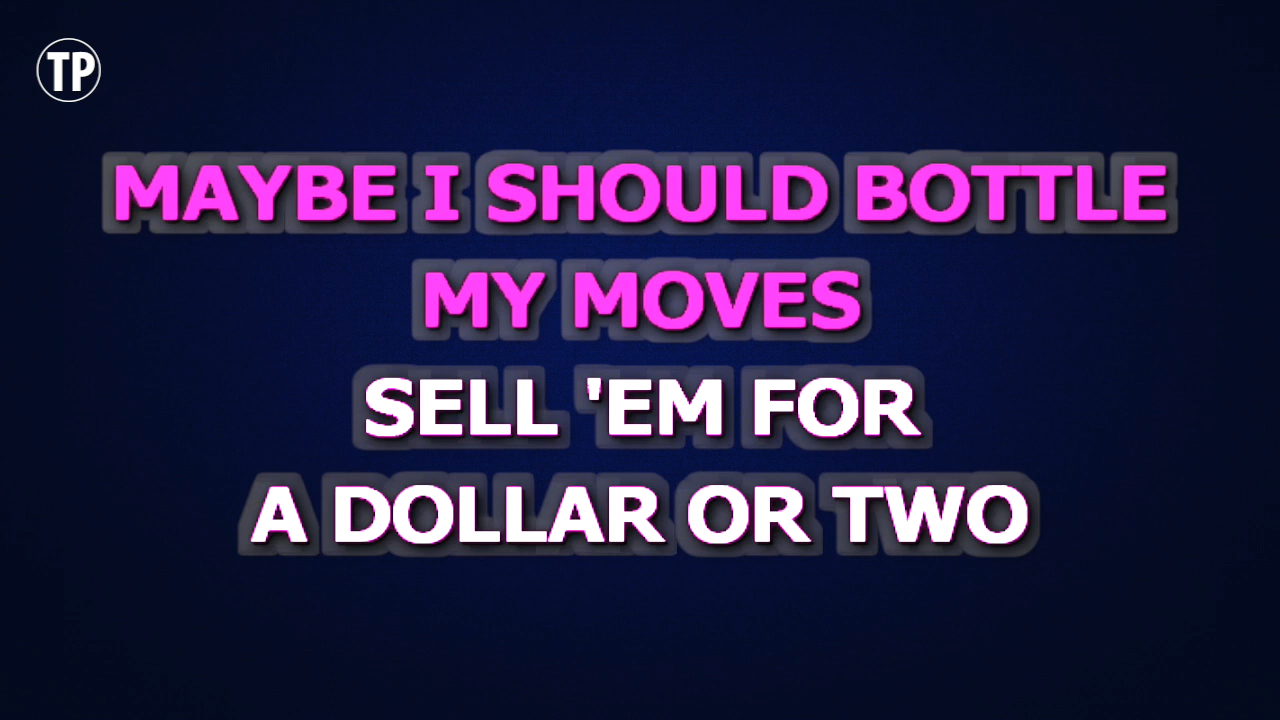 TP
MAYBE I SHOULD BOTTLE
MY MOVES
SELL 'EM FOR
A DOLLAR OR TWO